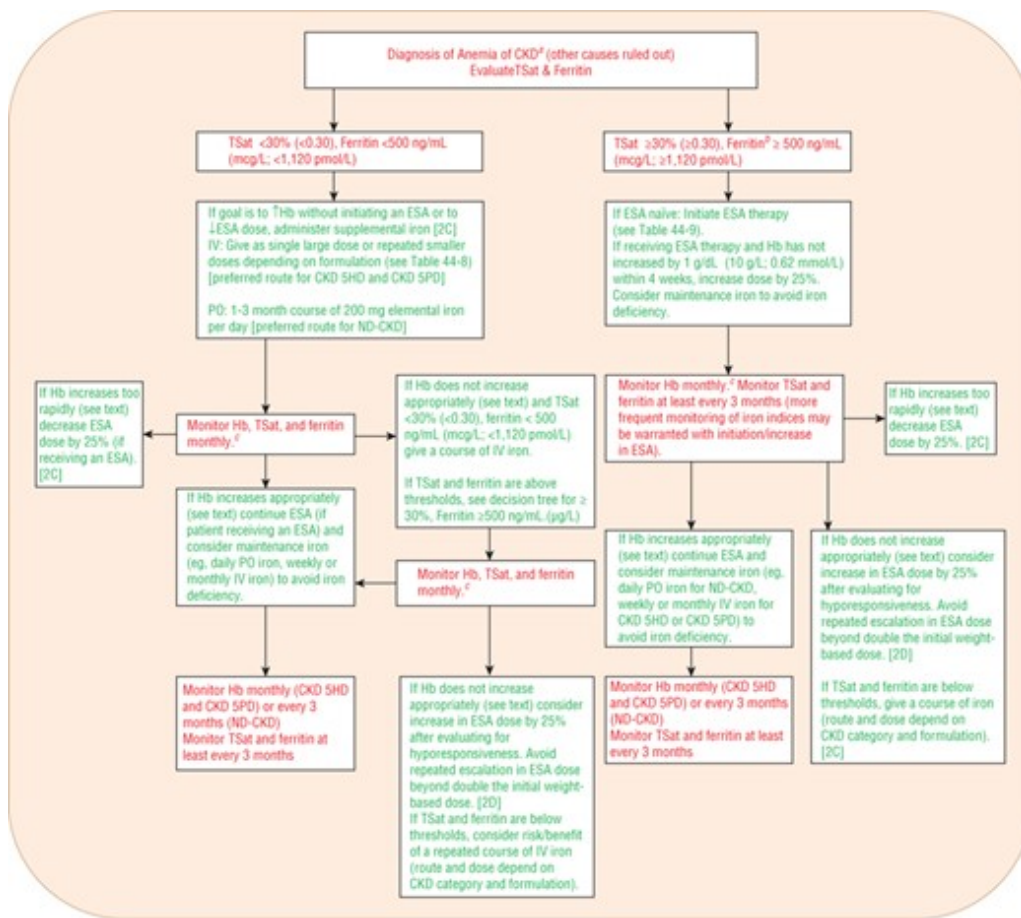 Diagnosis of Anemia of CKDᵃ (other causes ruled out)
EvaluateTSat & Ferritin
TSat <30% (<0.30), Ferritin <500 ng/mL
(mcg/L; <1,120 pmol/L)
If goal is to ↑Hb without initiating an ESA or to
↓ESA dose, administer supplemental iron [2C]
IV: Give as single large dose or repeated smaller
doses depending on formulation (see Table 44-8)
[preferred route for CKD 5HD and CKD 5PD]
PO: 1-3 month course of 200 mg elemental iron
per day [preferred route for ND-CKD]
If Hb increases too
rapidly (see text)
decrease ESA
dose by 25% (if
receiving an ESA).
[2C]
Monitor Hb, TSat, and ferritin
monthly.ᶜ
If Hb does not increase
appropriately (see text) and TSat
<30% (<0.30), ferritin < 500
ng/mL (mcg/L; <1,120 pmol/L)
give a course of IV iron.
If TSat and ferritin are above
thresholds, see decision tree for ≥
30%, Ferritin ≥500 ng/mL.(µg/L)
If Hb increases appropriately
(see text) continue ESA (if
patient receiving an ESA) and
consider maintenance iron
(eg, daily PO iron, weekly or
monthly IV iron) to avoid iron
deficiency.
Monitor Hb, TSat, and ferritin
monthly.ᶜ
Monitor Hb monthly (CKD 5HD
and CKD 5PD) or every 3
months (ND-CKD)
Monitor TSat and ferritin at
least every 3 months
If Hb does not increase
appropriately (see text) consider
increase in ESA dose by 25%
after evaluating for
hyporesponsiveness. Avoid
repeated escalation in ESA dose
beyond double the initial weight-
based dose. [2D]
If TSat and ferritin are below
thresholds, consider risk/benefit
of a repeated course of IV iron
(route and dose depend on
CKD category and formulation).
TSat ≥30% (≥0.30), Ferritinᵇ ≥ 500 ng/mL
(mcg/L; ≥1,120 pmol/L)
If ESA naïve: Initiate ESA therapy
(see Table 44-9).
If receiving ESA therapy and Hb has not
increased by 1 g/dL (10 g/L; 0.62 mmol/L)
within 4 weeks, increase dose by 25%.
Consider maintenance iron to avoid iron
deficiency.
Monitor Hb monthly.ᶜ Monitor TSat and
ferritin at least every 3 months (more
frequent monitoring of iron indices may
be warranted with initiation/increase
in ESA).
If Hb increases too
rapidly (see text)
decrease ESA
dose by 25%. [2C]
If Hb increases appropriately
(see text) continue ESA and
consider maintenance iron (eg.
daily PO iron for ND-CKD,
weekly or monthly IV iron for
CKD 5HD or CKD 5PD) to
avoid iron deficiency.
Monitor Hb monthly (CKD 5HD
and CKD 5PD) or every 3 months
(ND-CKD)
Monitor TSat and ferritin at least
every 3 months
If Hb does not increase
appropriately (see text) consider
increase in ESA dose by 25%
after evaluating for
hyporesponsiveness. Avoid
repeated escalation in ESA dose
beyond double the initial weight-
based dose. [2D]
If TSat and ferritin are below
thresholds, give a course of iron
(route and dose depend on
CKD category and formulation).
[2C]